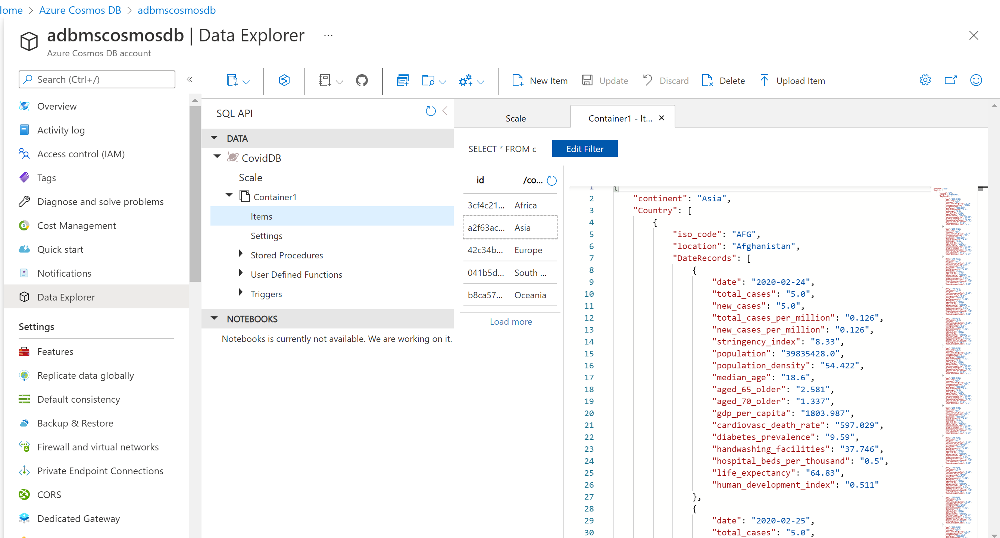 Home > Azure Cosmos DB > adbmscosmosdb
adbmscosmosdb | Data Explorer ...
Azure Cosmos DB account
Search (Ctrl+/)
Overview
Activity log
Access control (IAM)
Tags
Diagnose and solve problems
Cost Management
Quick start
Notifications
Data Explorer
Settings
Features
Replicate data globally
Default consistency
Backup & Restore
Firewall and virtual networks
Private Endpoint Connections
CORS
Dedicated Gateway
New Item
Update
Discard
Delete
Upload Item
SQL API
DATA
CovidDB
Scale
Container1
Items
Settings
Stored Procedures
User Defined Functions
Triggers
NOTEBOOKS
Notebooks is currently not available. We are working on it.
Scale
Container1 - It...
SELECT * FROM c
Edit Filter
id /co...
3cf4c21... Africa
a2f63ac... Asia
42c34b... Europe
041b5d... South ...
b8ca57... Oceania
Load more
1 {
2 "continent": "Asia",
3 "Country": [
4 {
5 "iso_code": "AFG",
6 "location": "Afghanistan",
7 "DateRecords": [
8 {
9 "date": "2020-02-24",
10 "total_cases": "5.0",
11 "new_cases": "5.0",
12 "total_cases_per_million": "0.126",
13 "new_cases_per_million": "0.126",
14 "stringency_index": "8.33",
15 "population": "39835428.0",
16 "population_density": "54.422",
17 "median_age": "18.6",
18 "aged_65_older": "2.581",
19 "aged_70_older": "1.337",
20 "gdp_per_capita": "1803.987",
21 "cardiovasc_death_rate": "597.029",
22 "diabetes_prevalence": "9.59",
23 "handwashing_facilities": "37.746",
24 "hospital_beds_per_thousand": "0.5",
25 "life_expectancy": "64.83",
26 "human_development_index": "0.511"
27 },
28 {
29 "date": "2020-02-25",
30 "total_cases": "5.0",